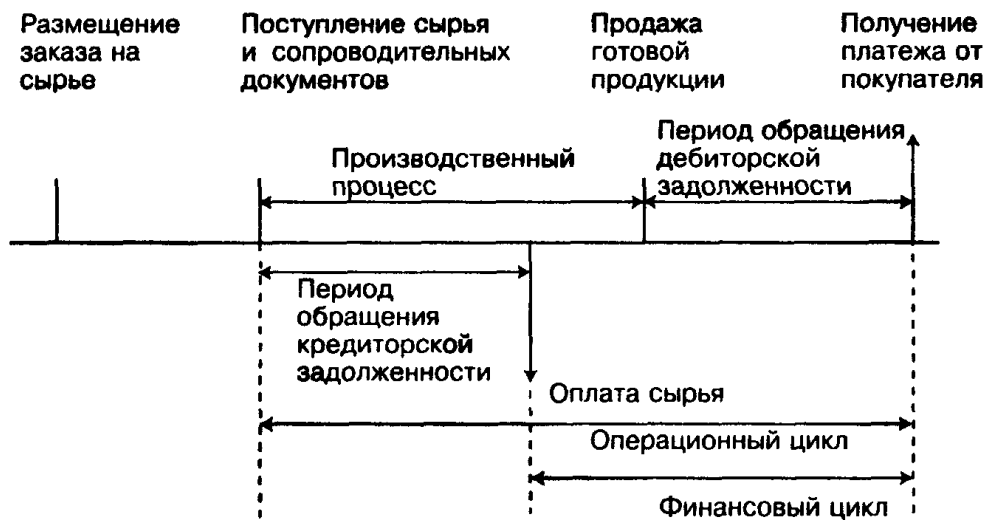 Размещение
заказа на
сырье
Поступление сырья
и сопроводительных
документов
Продажа
готовой
продукции
Получение
платежа от
покупателя
Производственный
процесс
Период обращения
дебиторской
задолженности
Период
обращения
кредиторской
задолженности
Оплата сырья
Операционный цикл
Финансовый цикл